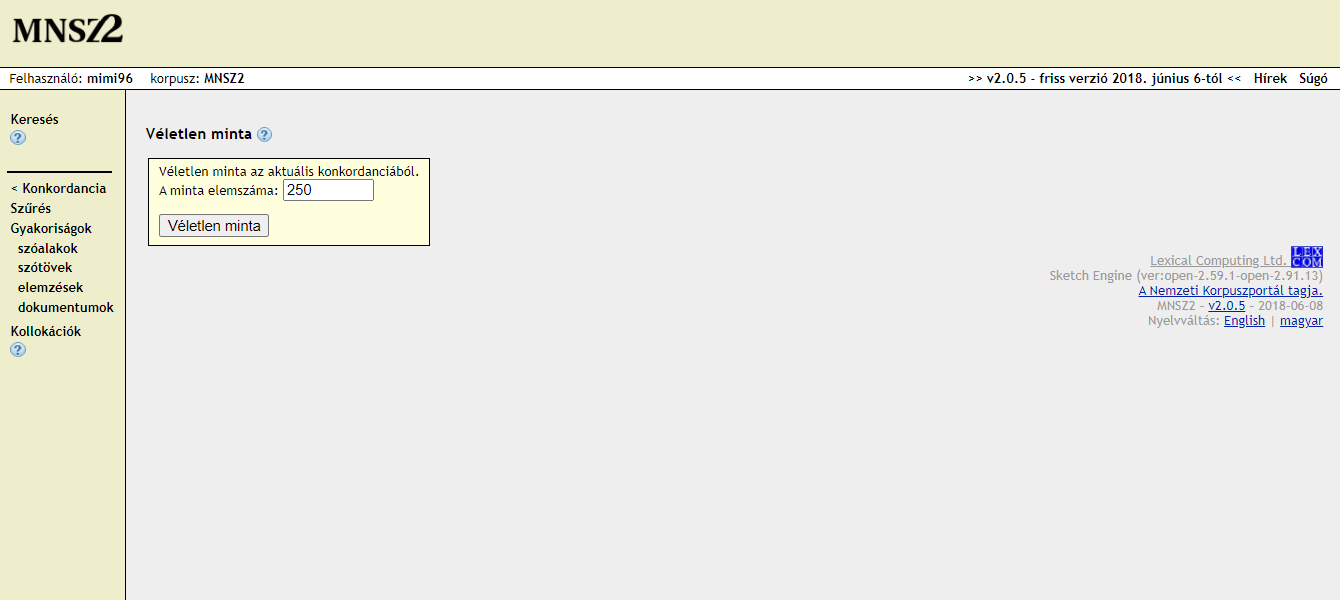 MNSZ2
Felhasználó: mimi96 korpusz: MNSZ2 >> v2.0.5 - friss verzió 2018. június 6-tól << Hírek Súgó
Keresés
?
< Konkordancia
Szűrés
Gyakoriságok
szóalakok
szótövek
elemzések
dokumentumok
Kollokációk
?
Véletlen minta ?
Véletlen minta az aktuális konkordanciából.
A minta elemszáma: 250
Véletlen minta
Lexical Computing Ltd. LEX COM
Sketch Engine (ver:open-2.59.1-open-2.91.13)
A Nemzeti Korpuszportál tagja.
MNSZ2 - v2.0.5 - 2018-06-08
Nyelvváltás: English | magyar